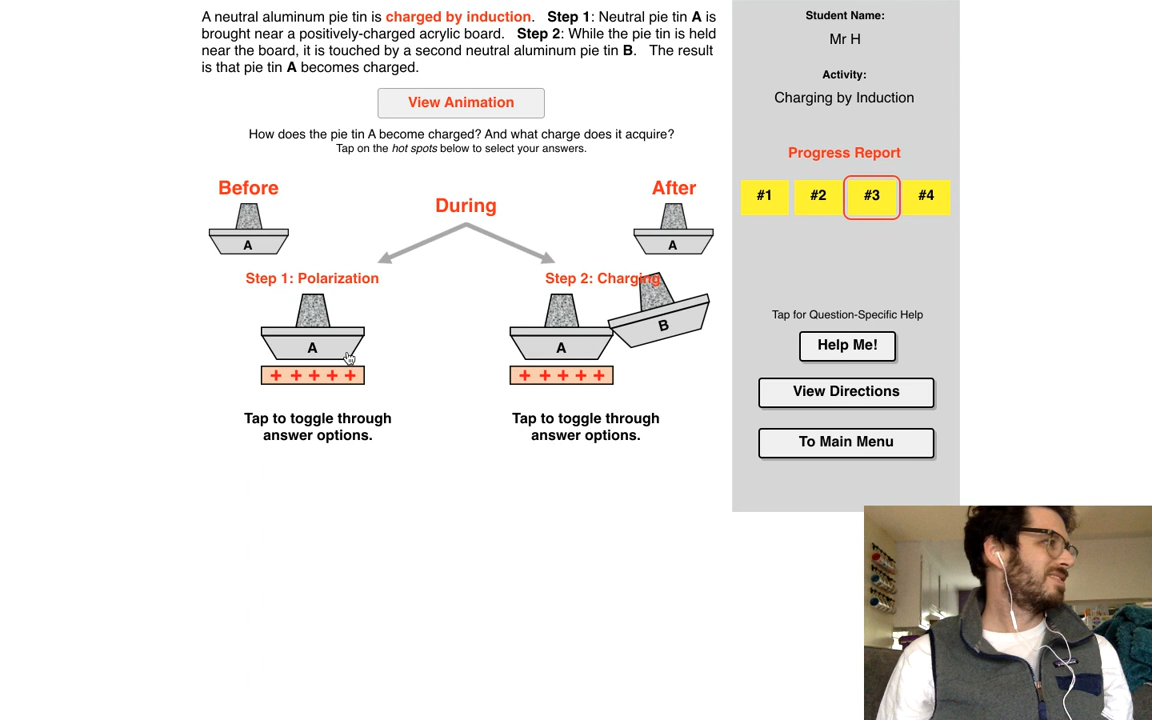 A neutral aluminum pie tin is charged by induction. Step 1: Neutral pie tin A is
brought near a positively-charged acrylic board. Step 2: While the pie tin is held
near the board, it is touched by a second neutral aluminum pie tin B. The result
is that pie tin A becomes charged.
View Animation
How does the pie tin A become charged? And what charge does it acquire?
Tap on the hot spots below to select your answers.
Before
During
After
A
A
Step 1: Polarization
Step 2: Charging
A
A
B
+ + + + +
+ + + + +
Tap to toggle through
answer options.
Tap to toggle through
answer options.
Student Name:
Mr H
Activity:
Charging by Induction
Progress Report
#1 #2 #3 #4
Tap for Question-Specific Help
Help Me!
View Directions
To Main Menu